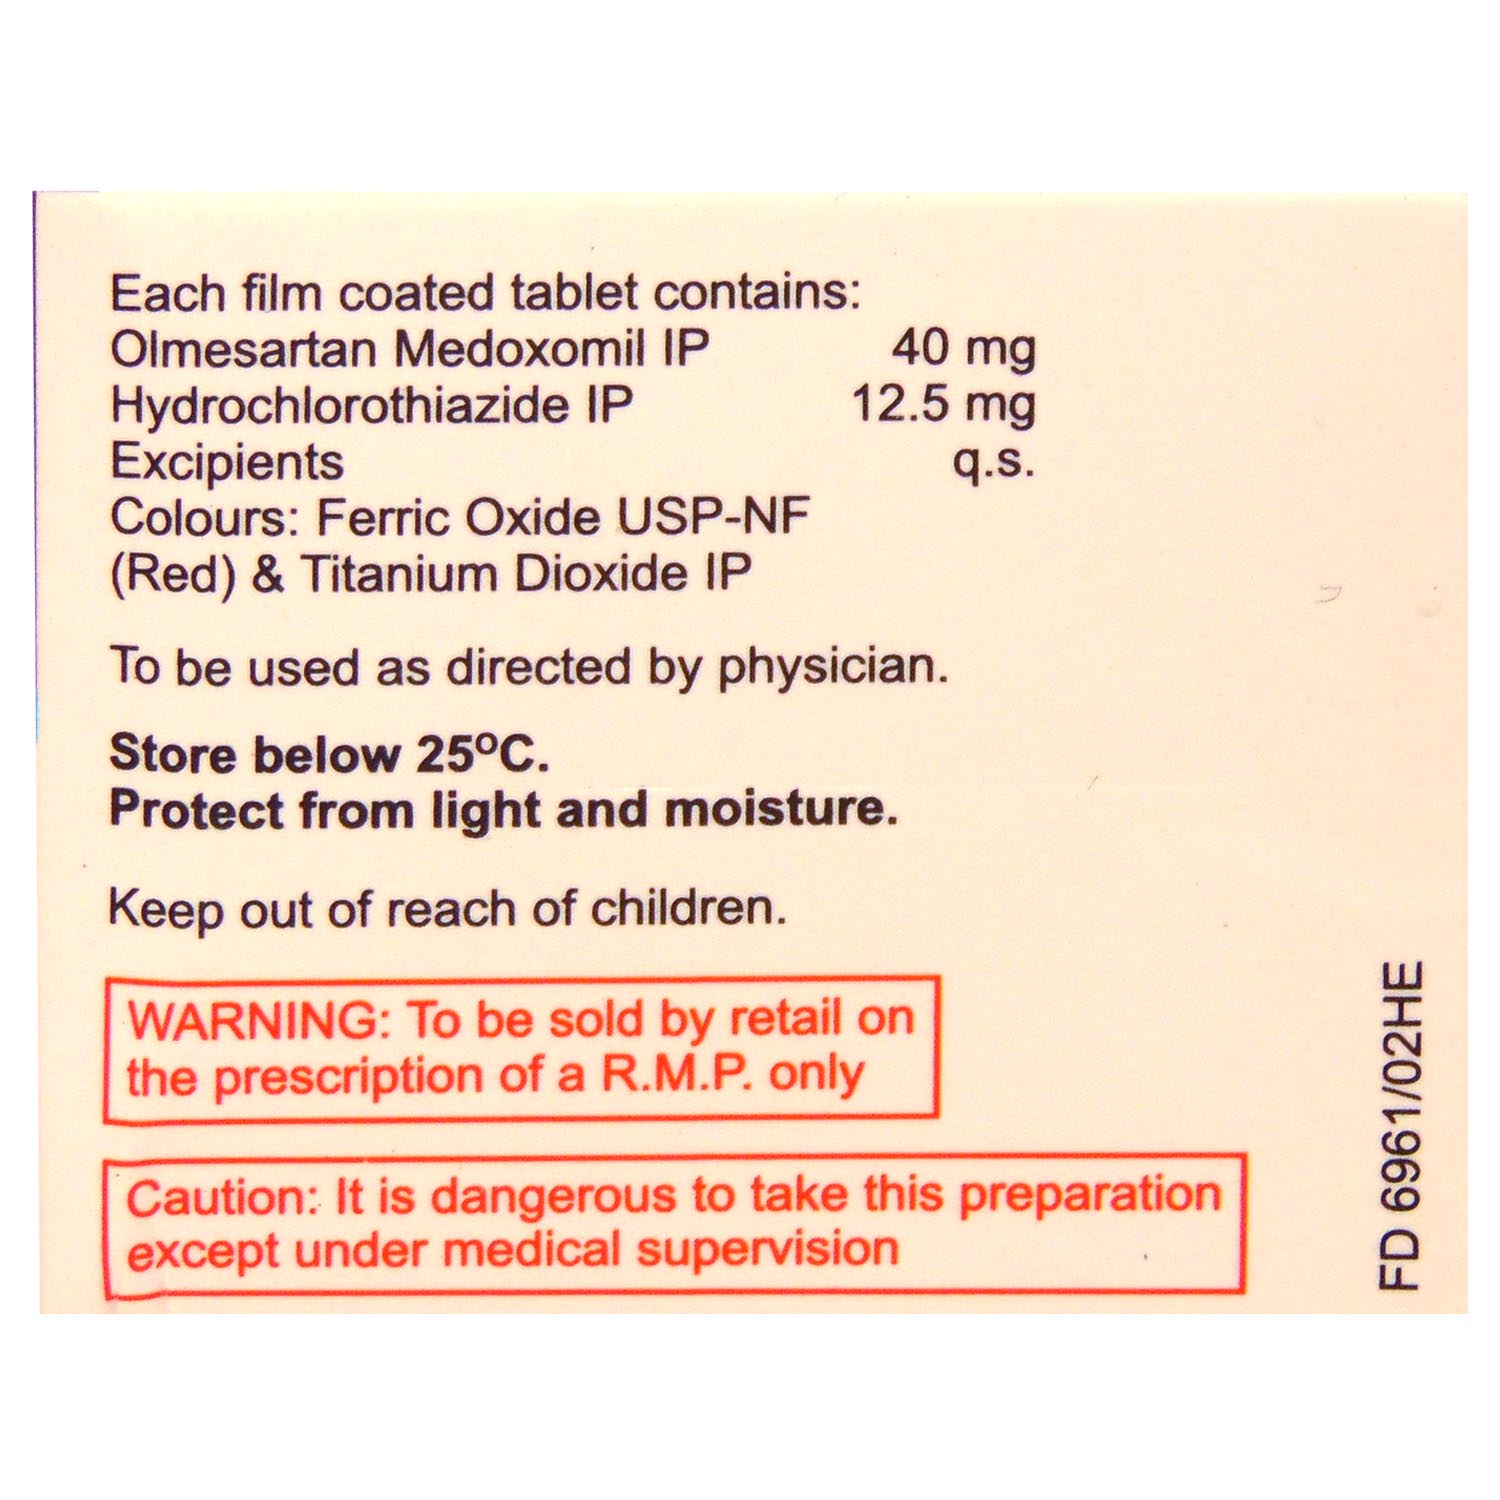 Each film coated tablet contains:
Olmesartan Medoxomil IP 40 mg
Hydrochlorothiazide IP 12.5 mg
Excipients q.s.
Colours: Ferric Oxide USP-NF
(Red) & Titanium Dioxide IP
To be used as directed by physician.
Store below 25ºC.
Protect from light and moisture.
Keep out of reach of children.
WARNING: To be sold by retail on
the prescription of a R.M.P. only
Caution: It is dangerous to take this preparation
except under medical supervision
FD 6961/02HE